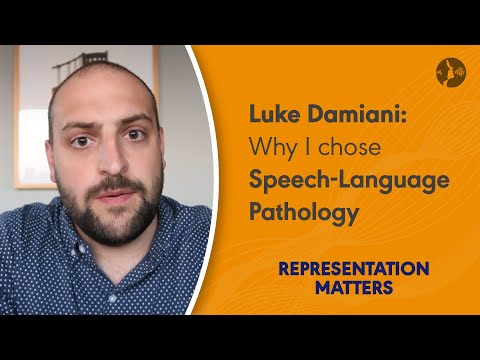 Luke Damiani:
Why I chose
Speech-Language
Pathology
REPRESENTATION
MATTERS